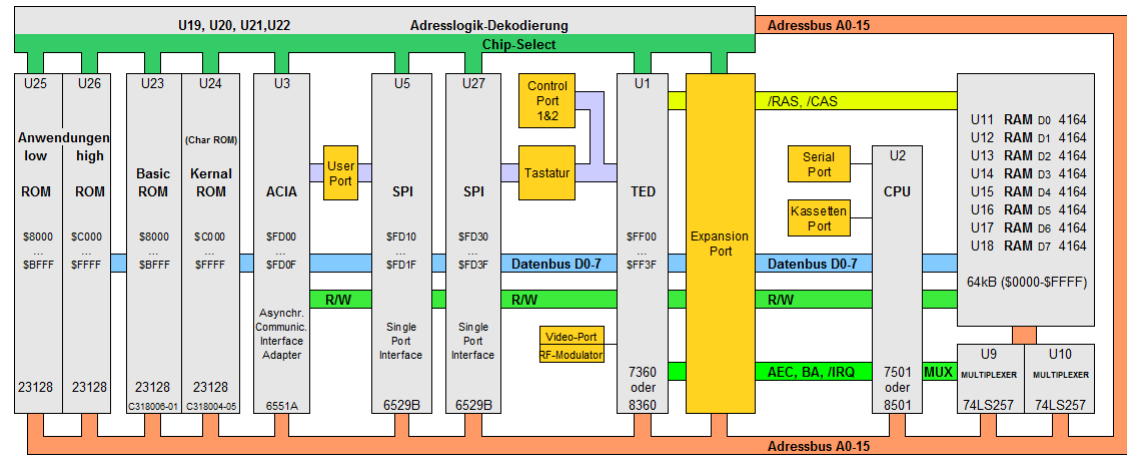 U19, U20, U21,U22 Adresslogik-Dekodierung
Adressbus A0-15
Chip-Select
U25
Anwendungen
low
ROM
$8000
...
$BFFF
23128
U26
high
ROM
$C000
...
$FFFF
23128
U23
Basic
ROM
$8000
...
$BFFF
23128
C318006-01
U24
(Char ROM)
Kernal
ROM
$C000
...
$FFFF
23128
C318004-05
U3
ACIA
$FD00
...
$FD0F
Asynchr.
Communic.
Interface
Adapter
6551A
User
Port
R/W
U5
SPI
$FD10
...
$FD1F
Single
Port
Interface
6529B
U27
SPI
$FD30
...
$FD3F
Single
Port
Interface
6529B
Control
Port
1&2
Tastatur
Datenbus D0-7
R/W
Video-Port
RF-Modulator
U1
TED
$FF00
...
$FF3F
7360
oder
8360
Expansion
Port
/RAS, /CAS
Serial
Port
Kassetten
Port
Datenbus D0-7
R/W
AEC, BA, /IRQ
U2
CPU
7501
oder
8501
MUX
U11 RAM D0 4164
U12 RAM D1 4164
U13 RAM D2 4164
U14 RAM D3 4164
U15 RAM D4 4164
U16 RAM D5 4164
U17 RAM D6 4164
U18 RAM D7 4164
64kB ($0000-$FFFF)
U9
MULTIPLEXER
74LS257
U10
MULTIPLEXER
74LS257
Adressbus A0-15